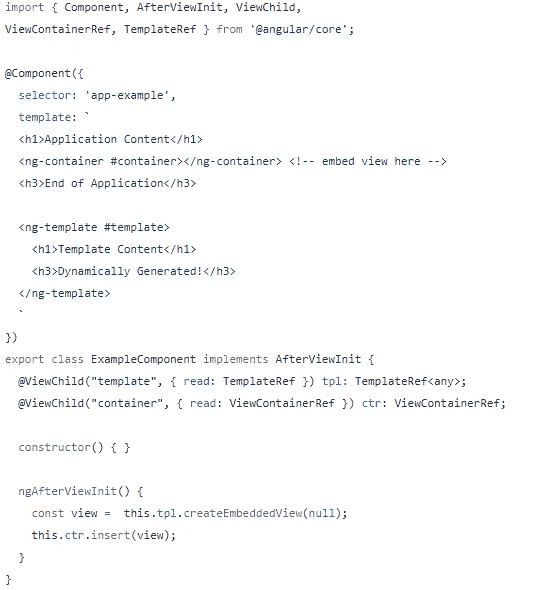 import { Component, AfterViewInit, ViewChild,
ViewContainerRef, TemplateRef } from '@angular/core';

@Component({
  selector: 'app-example',
  template: `
  <h1>Application Content</h1>
  <ng-container #container></ng-container> <!-- embed view here -->
  <h3>End of Application</h3>

  <ng-template #template>
    <h1>Template Content</h1>
    <h3>Dynamically Generated!</h3>
  </ng-template>
  `
})
export class ExampleComponent implements AfterViewInit {
  @ViewChild("template", { read: TemplateRef }) tpl: TemplateRef<any>;
  @ViewChild("container", { read: ViewContainerRef }) ctr: ViewContainerRef;

  constructor() { }

  ngAfterViewInit() {
    const view =  this.tpl.createEmbeddedView(null);
    this.ctr.insert(view);
  }
}